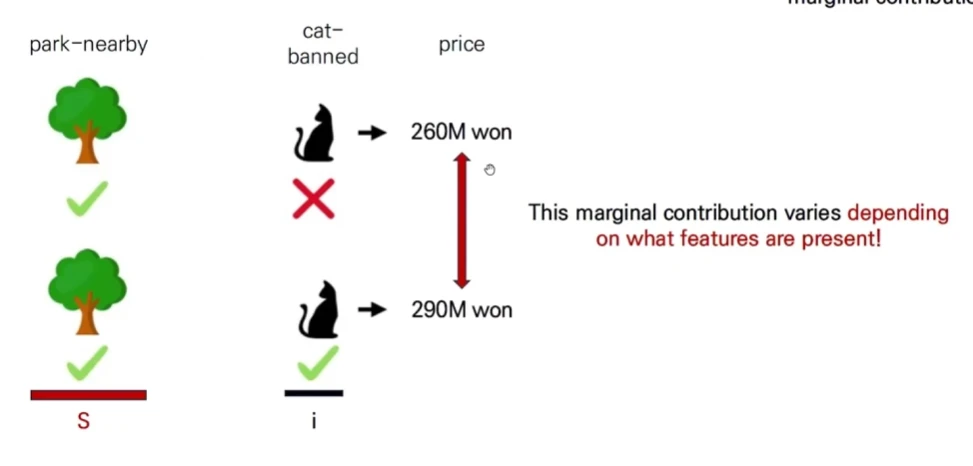 park-nearby
cat-
banned
price
260M won
This marginal contribution varies depending
on what features are present!
290M won
S
i